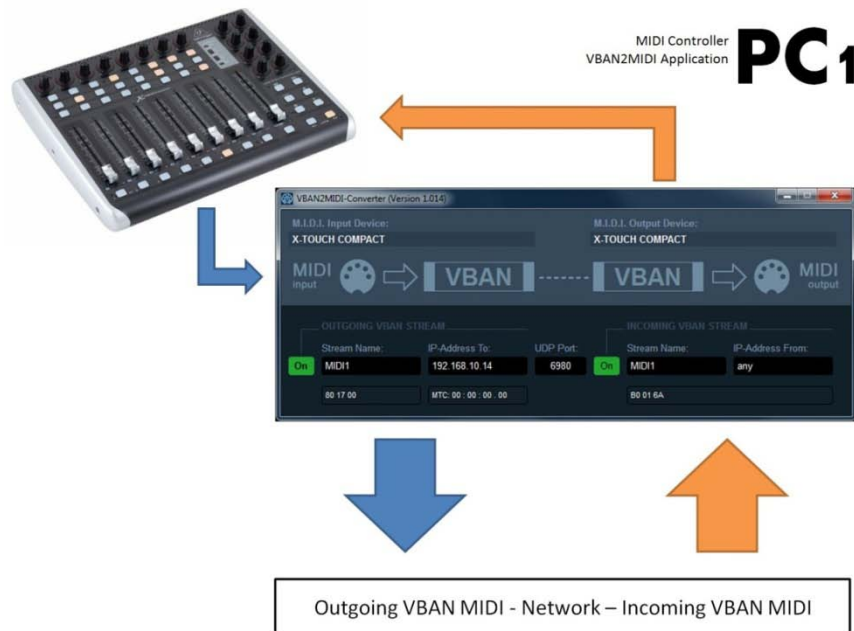 MIDI Controller
VBAN2MIDI Application
PC1
VBAN2MIDI-Converter (Version 1.014)
M.I.D.I. Input Device:
M.I.D.I. Output Device:
X-TOUCH COMPACT
X-TOUCH COMPACT
MIDI
input
VBAN
VBAN
MIDI
output
OUTGOING VBAN STREAM
INCOMING VBAN STREAM
Stream Name:
IP-Address To:
UDP Port:
Stream Name:
IP-Address From:
On
MIDI1
192.168.10.14
6980
On
MIDI1
any
80 17 00
MTC: 00 : 00 : 00 . 00
B0 01 6A
Outgoing VBAN MIDI - Network – Incoming VBAN MIDI